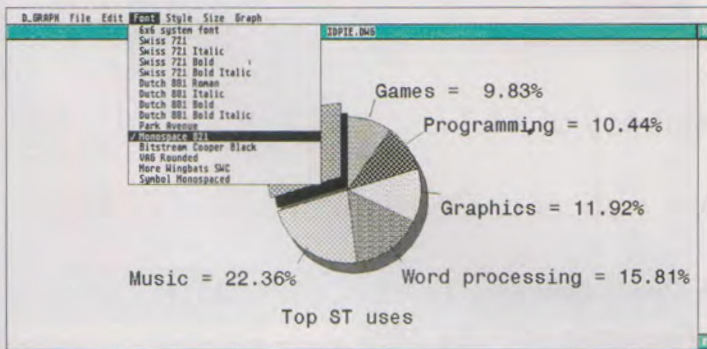 D_GRAPH File Edit Font Style Size Graph
3DPIE.DWG
6x6 system font
Swiss 721
Swiss 721 Italic
Swiss 721 Bold
Swiss 721 Bold Italic
Dutch 801 Roman
Dutch 801 Italic
Dutch 801 Bold
Dutch 801 Bold Italic
Park Avenue
✓Monospace 821
Bitstream Cooper Black
VAG Rounded
More Wingbats SWC
Symbol Monospaced
Games = 9.83%
Programming = 10.44%
Graphics = 11.92%
Word processing = 15.81%
Music = 22.36%
Top ST uses